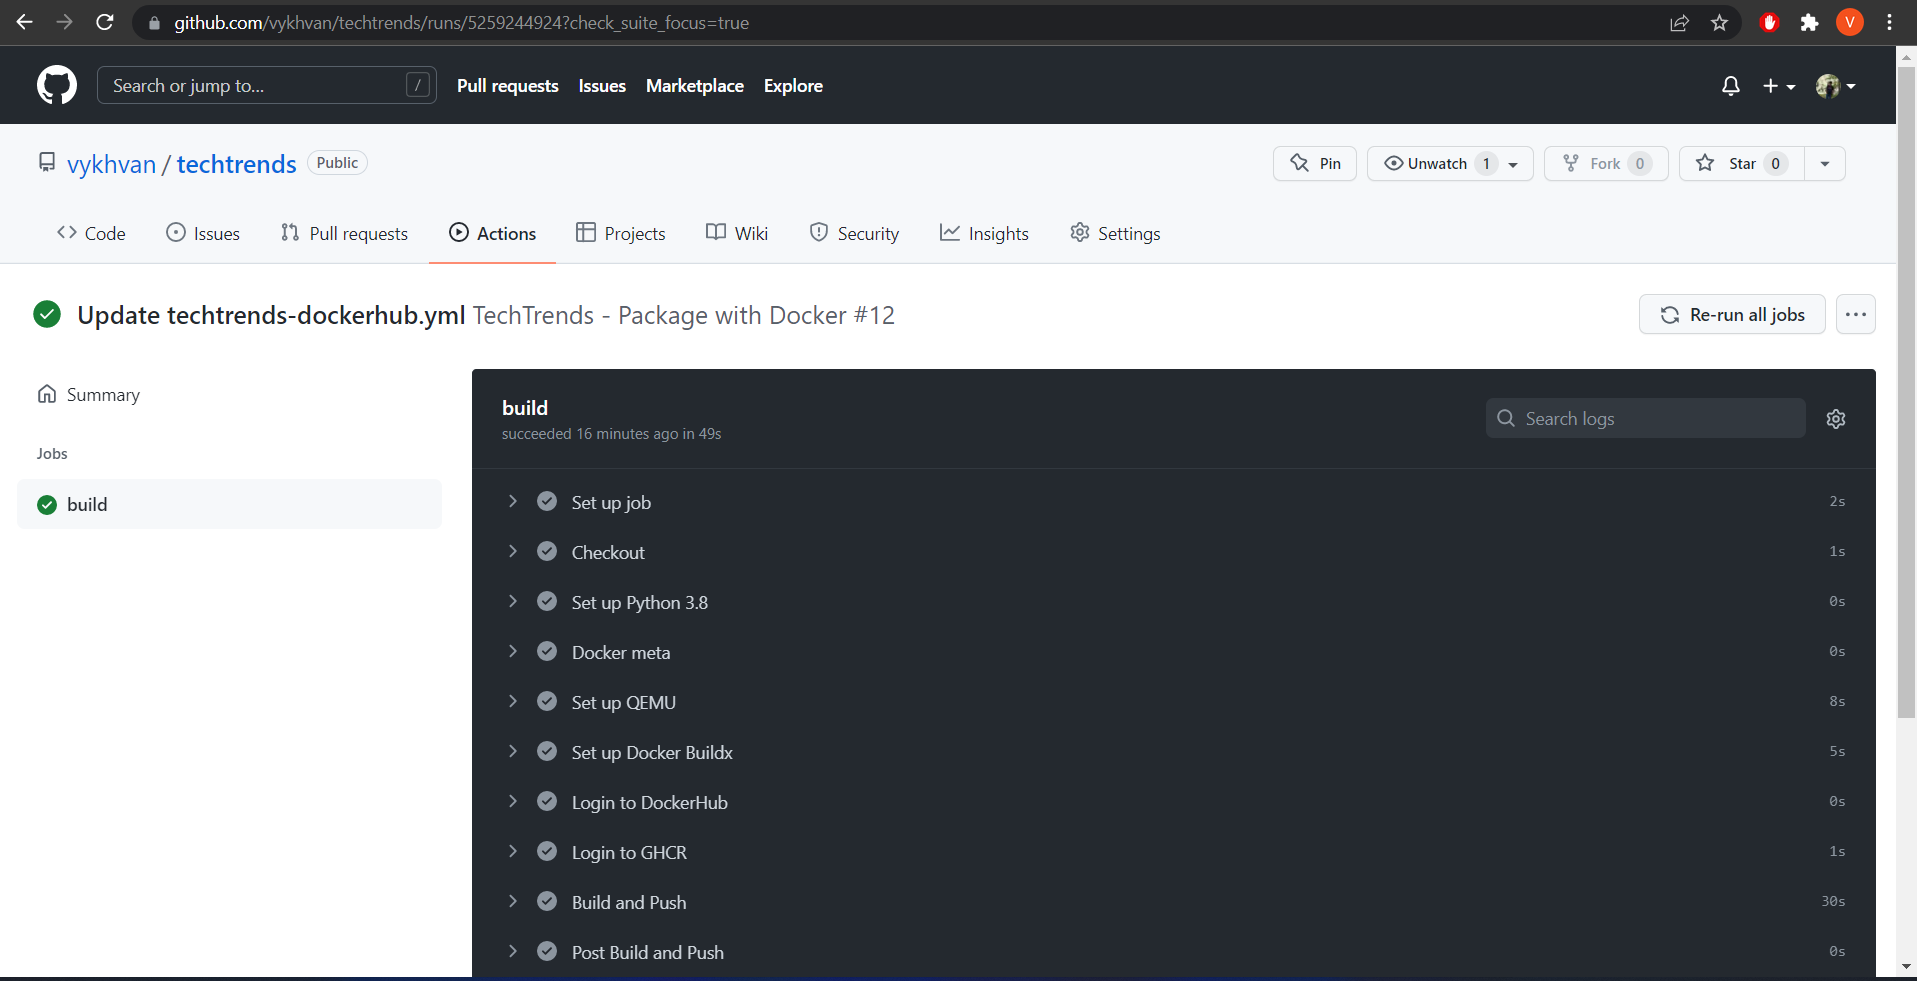 github.com/vykhvan/techtrends/runs/5259244924?check_suite_focus=true
V
Search or jump to... /
Pull requests Issues Marketplace Explore
vykhvan / techtrends Public
Pin Unwatch 1 Fork 0 Star 0
Code Issues Pull requests Actions Projects Wiki Security Insights Settings
Update techtrends-dockerhub.yml TechTrends - Package with Docker #12
Re-run all jobs
Summary
Jobs
build
build
succeeded 16 minutes ago in 49s
Search logs
Set up job 2s
Checkout 1s
Set up Python 3.8 0s
Docker meta 0s
Set up QEMU 8s
Set up Docker Buildx 5s
Login to DockerHub 0s
Login to GHCR 1s
Build and Push 30s
Post Build and Push 0s